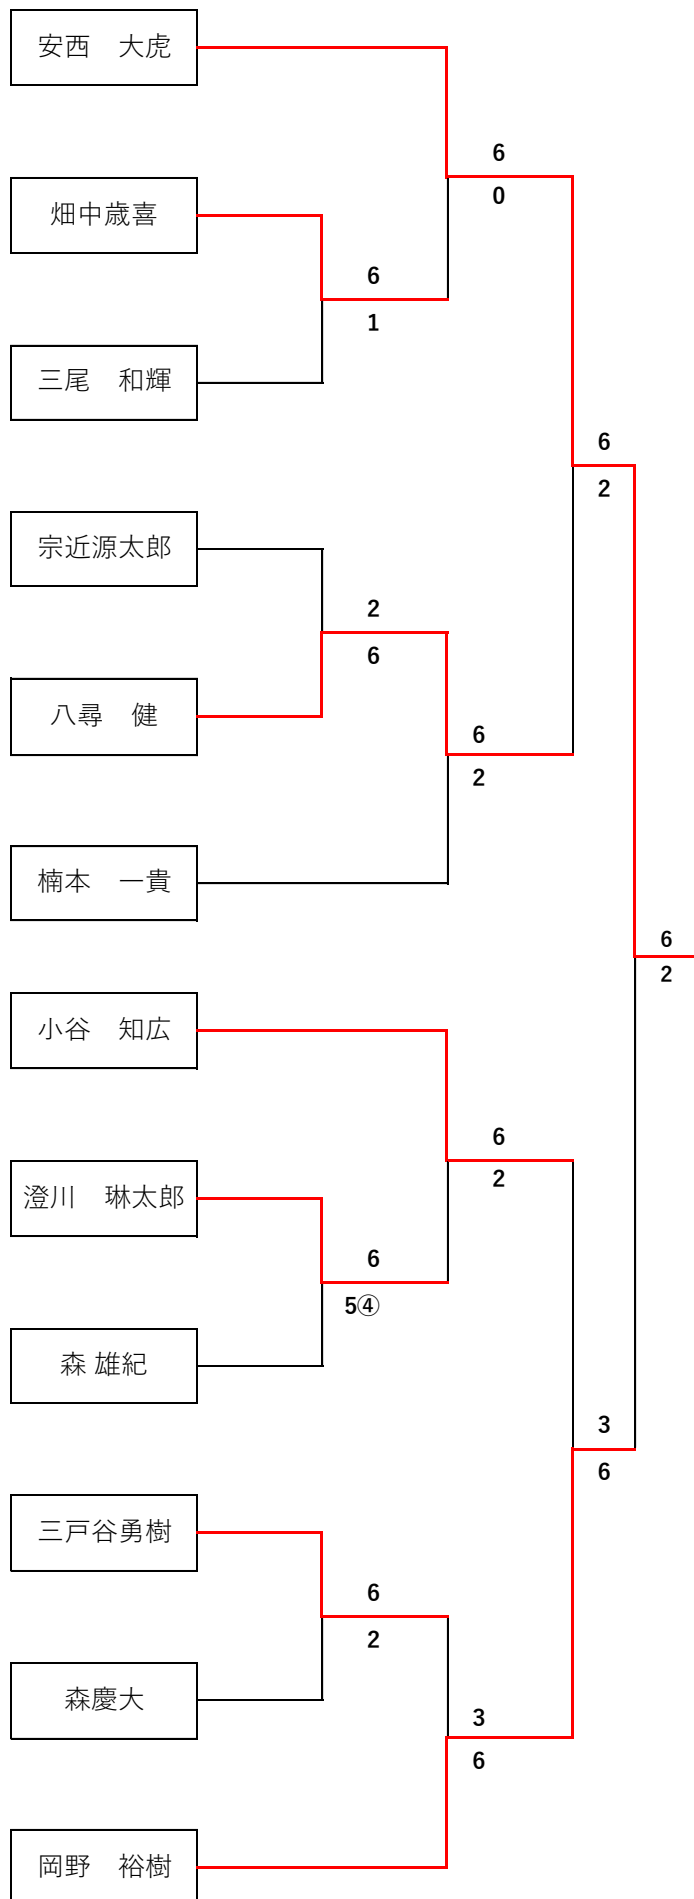 安西　大虎
6
0
畑中歳喜
6
1
三尾　和輝
6
2
宗近源太郎
2
6
八尋　健
6
2
楠本　一貴
6
2
小谷　知広
6
2
澄川　琳太郎
6
5④
森 雄紀
3
6
三戸谷勇樹
6
2
森慶大
3
6
岡野　裕樹